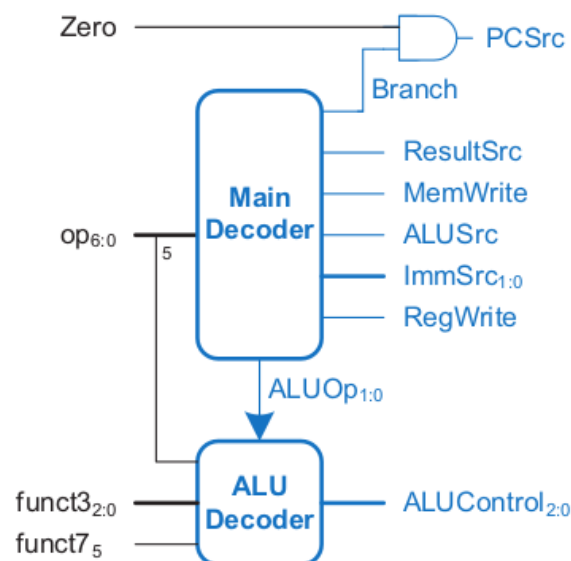 Zero
PCSrc
Branch
ResultSrc
Main
Decoder
MemWrite
op6:0
5
ALUSrc
ImmSrc1:0
RegWrite
ALUOp1:0
ALU
Decoder
funct32:0
ALUControl2:0
funct75